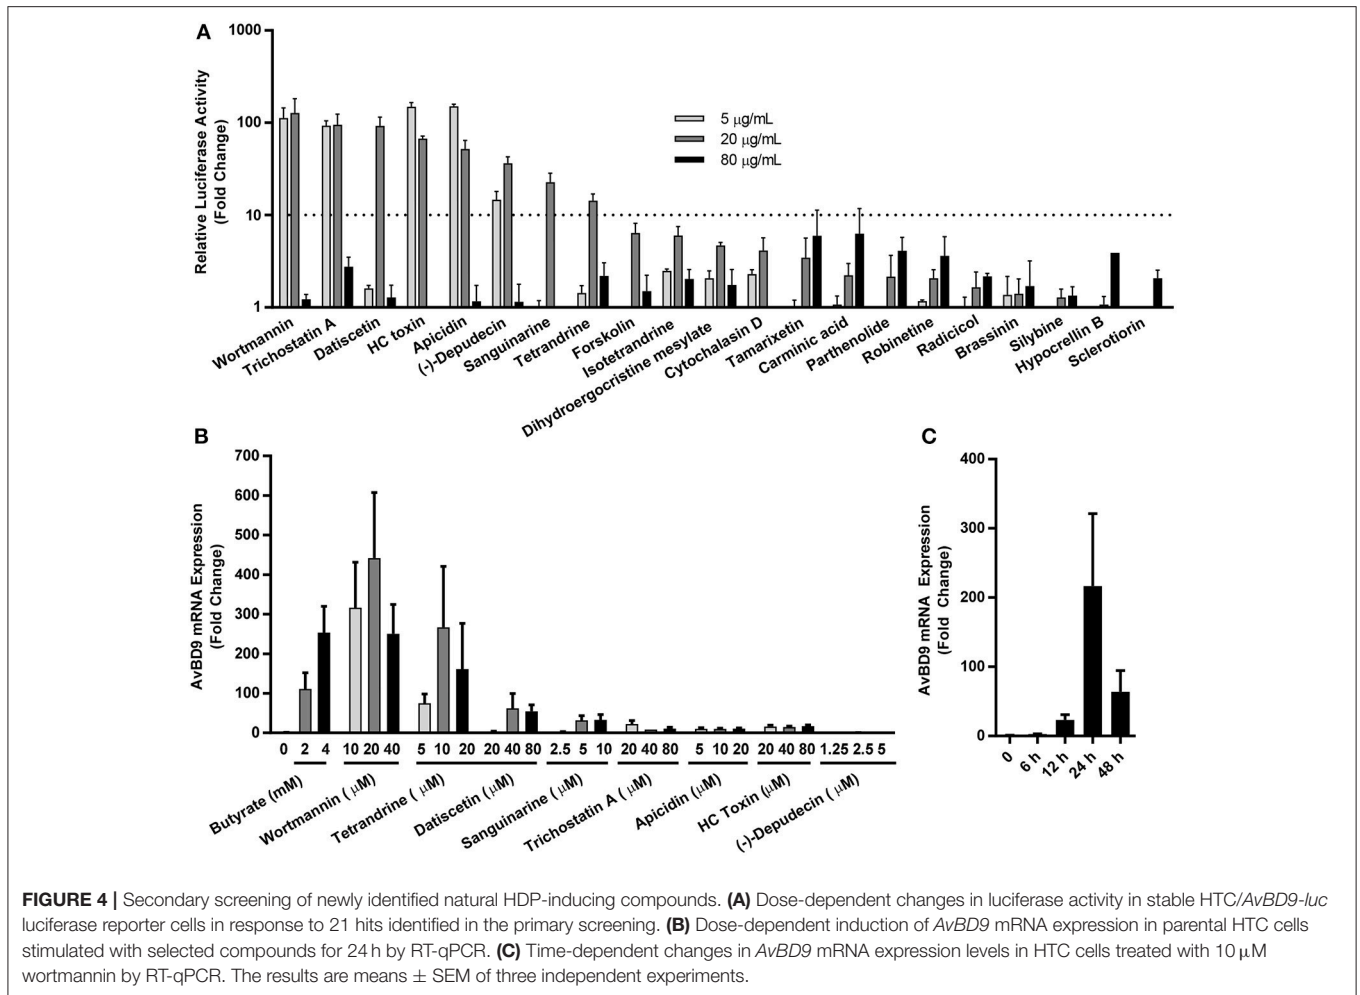 A
Relative Luciferase Activity
(Fold Change)
1000
100
10
1
5 µg/mL
20 µg/mL
80 µg/mL
Wortmannin
Trichostatin A
Datiscetin
HC toxin
Apicidin
(-)-Depudecin
Sanguinarine
Tetrandrine
Forskolin
Isotetrandrine
Dihydroergocristine mesylate
Cytochalasin D
Tamarixetin
Carminic acid
Parthenolide
Robinetine
Radicicol
Brassinin
Silybine
Hypocrellin B
Sclerotiorin
B
AvBD9 mRNA Expression
(Fold Change)
700
600
500
400
300
200
100
0
0 2 4 10 20 40 5 10 20 20 40 80 2.5 5 10 20 40 80 5 10 20 20 40 80 1.25 2.5 5
Butyrate (mM)
Wortmannin ( µM)
Tetrandrine ( µM)
Datiscetin (µM)
Sanguinarine ( µM)
Trichostatin A ( µM)
Apicidin (µM)
HC Toxin (µM)
(-)-Depudecin ( µM)
C
AvBD9 mRNA Expression
(Fold Change)
400
300
200
100
0
0 6 h 12 h 24 h 48 h
FIGURE 4 | Secondary screening of newly identified natural HDP-inducing compounds. (A) Dose-dependent changes in luciferase activity in stable HTC/AvBD9-luc
luciferase reporter cells in response to 21 hits identified in the primary screening. (B) Dose-dependent induction of AvBD9 mRNA expression in parental HTC cells
stimulated with selected compounds for 24 h by RT-qPCR. (C) Time-dependent changes in AvBD9 mRNA expression levels in HTC cells treated with 10 µM
wortmannin by RT-qPCR. The results are means ± SEM of three independent experiments.